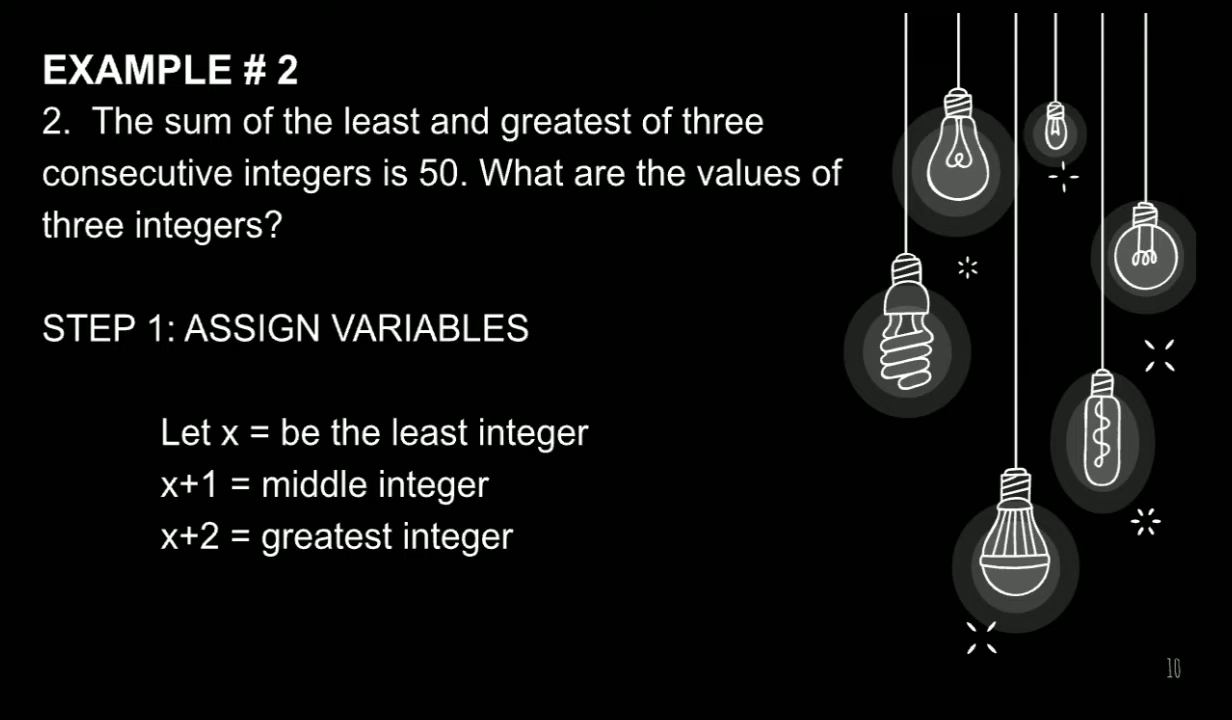 EXAMPLE # 2
2. The sum of the least and greatest of three
consecutive integers is 50. What are the values of
three integers?
STEP 1: ASSIGN VARIABLES
Let x = be the least integer
x+1 = middle integer
x+2 = greatest integer
10